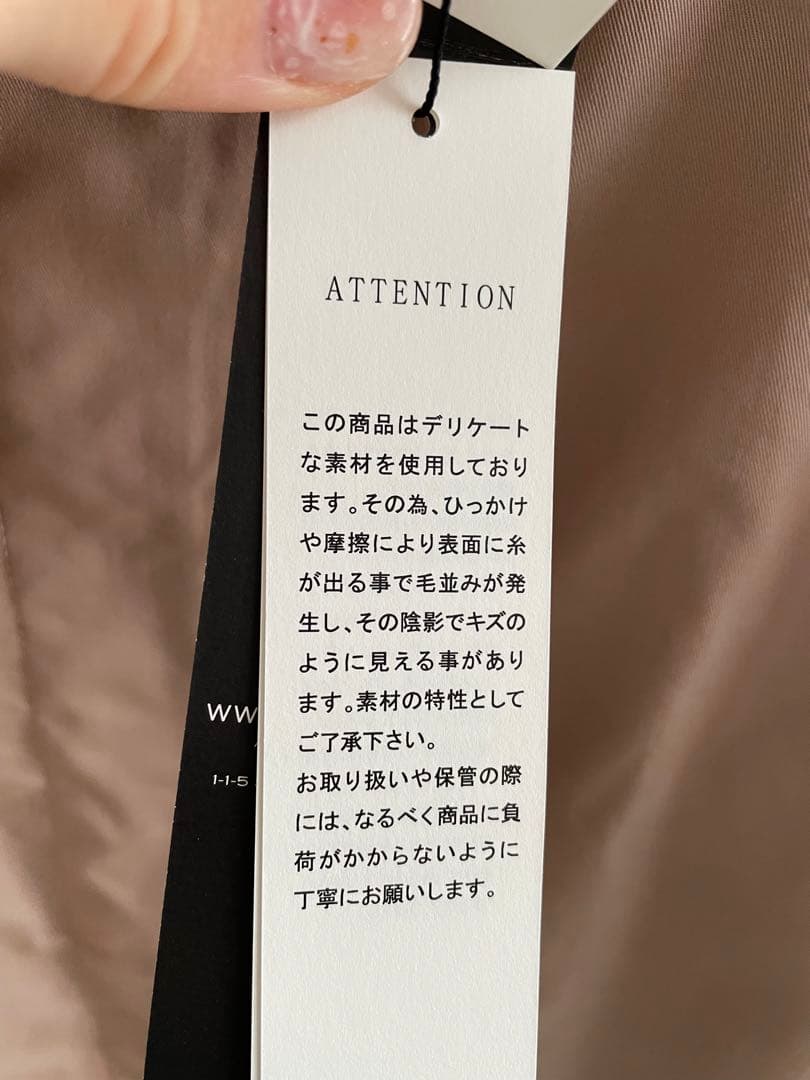 ATTENTION
この商品はデリケート
な素材を使用しており
ます。その為、ひっかけ
や摩擦により表面に糸
が出る事で毛並みが発
生し、その陰影でキズの
ように見える事があり
ます。素材の特性として
ご了承下さい。
お取り扱いや保管の際
には、なるべく商品に負
荷がかからないように
丁寧にお願いします。
1-1-5